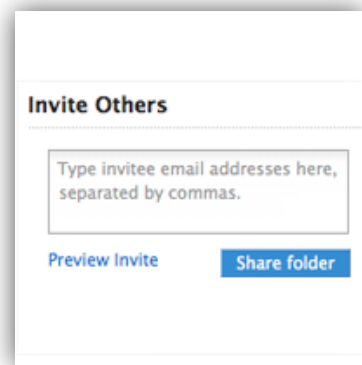 Invite Others
Type invitee email addresses here,
separated by commas.
Preview Invite
Share folder